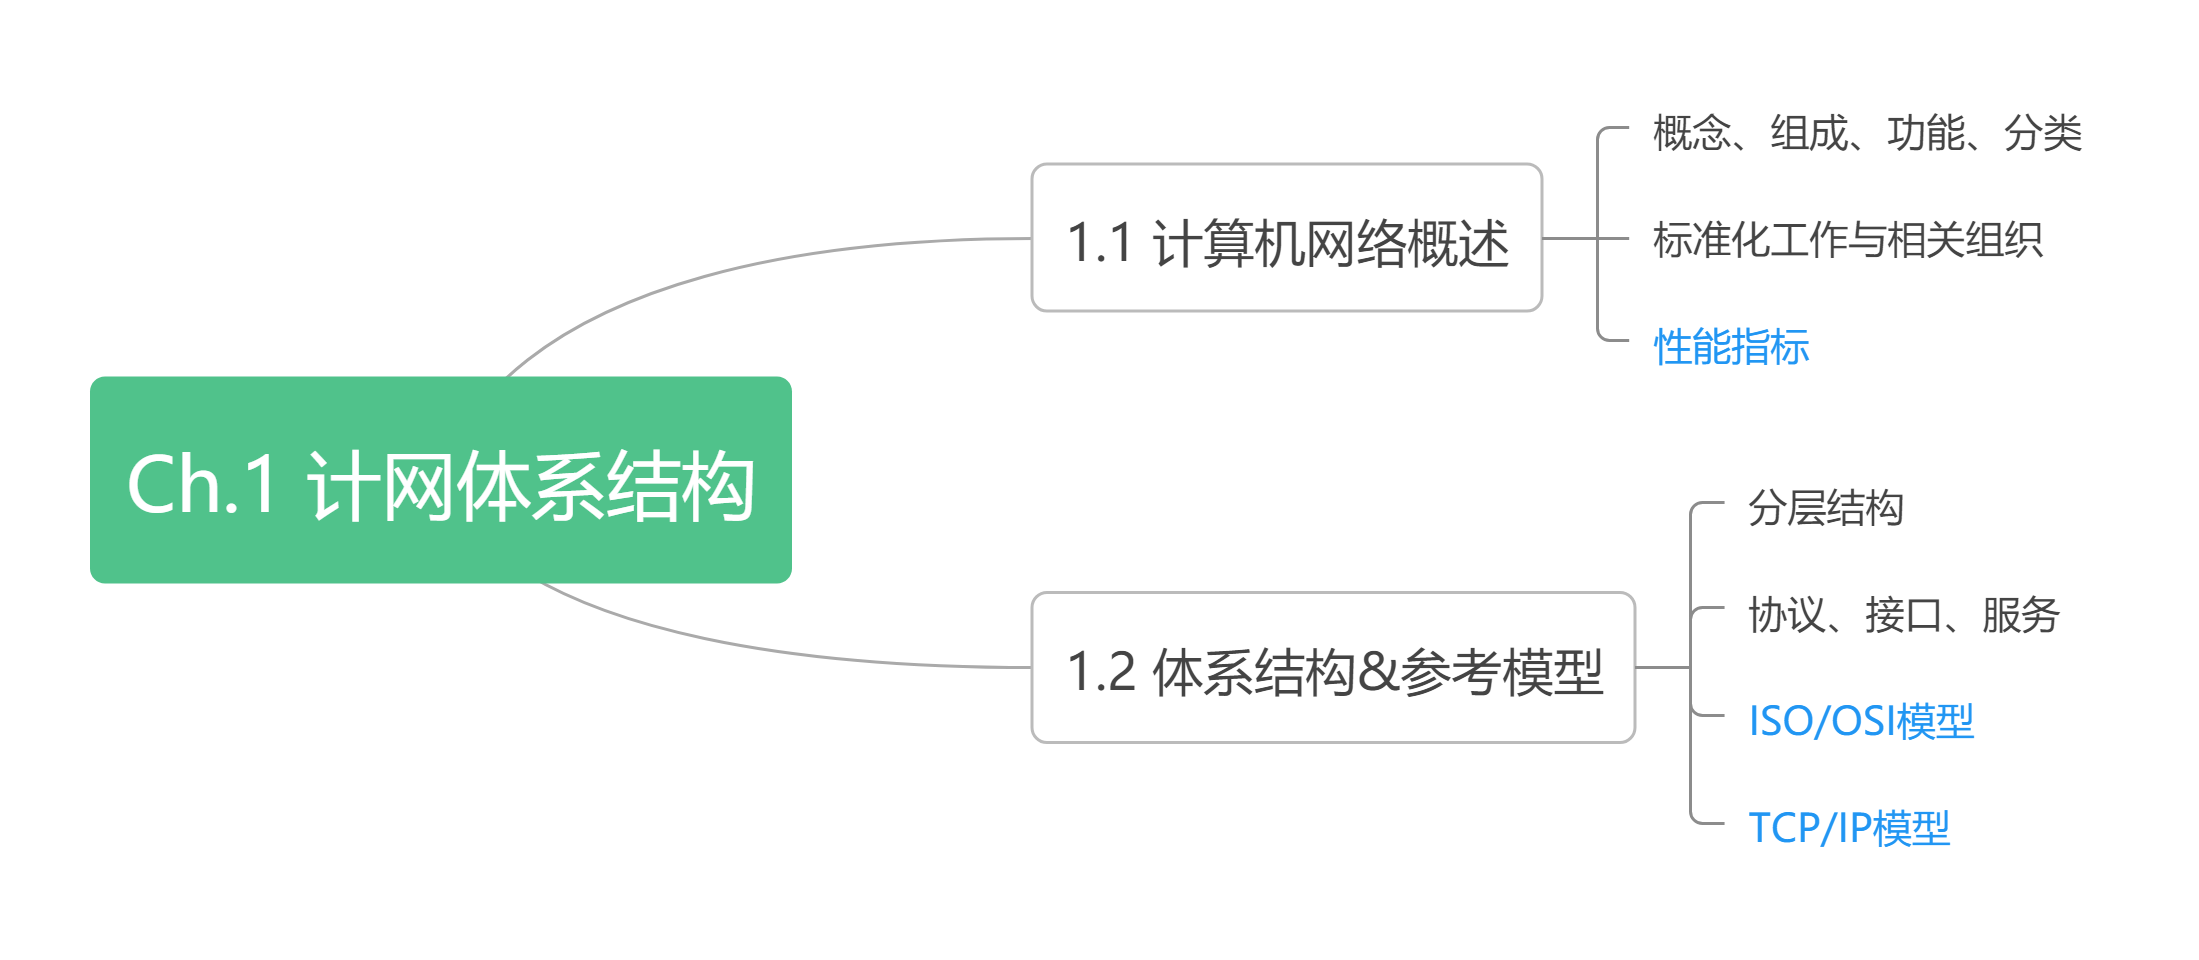 Ch.1 计网体系结构
1.1 计算机网络概述
概念、组成、功能、分类
标准化工作与相关组织
性能指标
1.2 体系结构&参考模型
分层结构
协议、接口、服务
ISO/OSI模型
TCP/IP模型